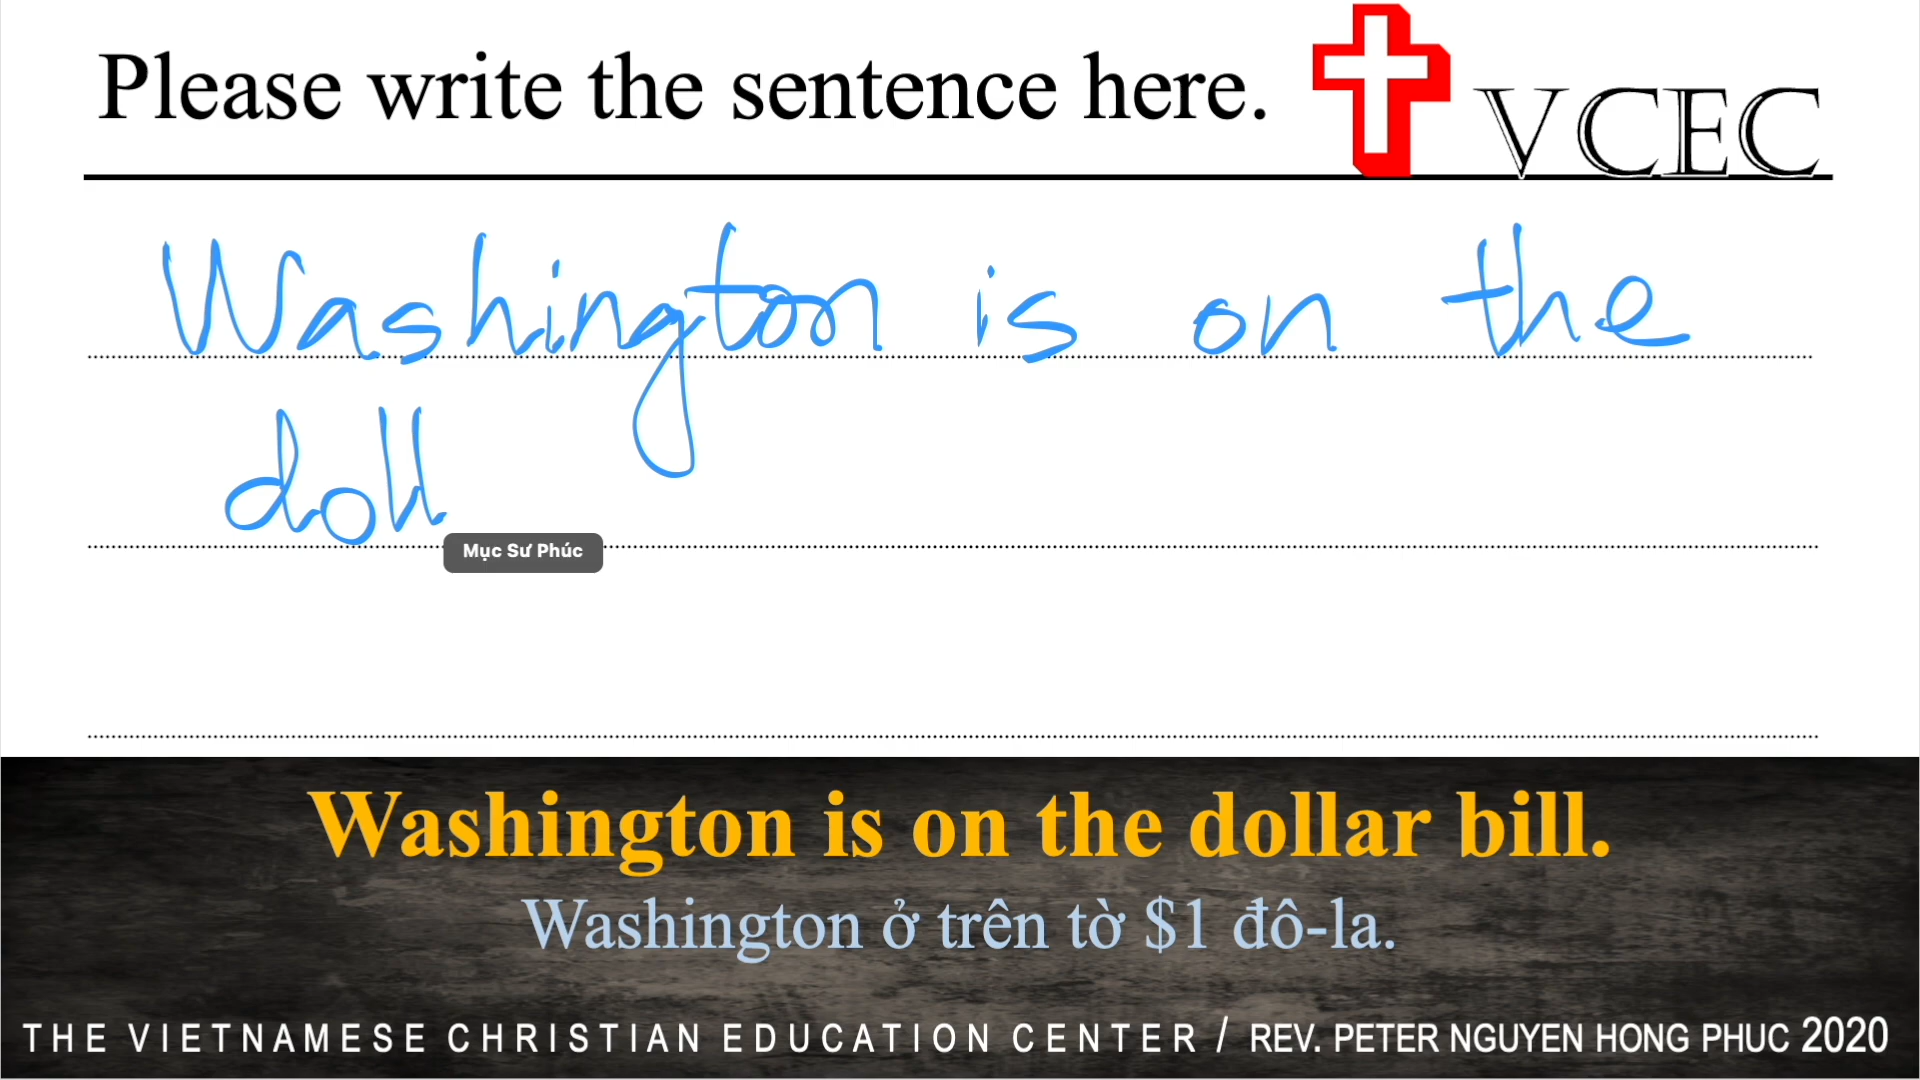 Please write the sentence here.
VCEC
Washington is on the
doll
Mục Sư Phúc
Washington is on the dollar bill.
Washington ở trên tờ $1 đô-la.
THE VIETNAMESE CHRISTIAN EDUCATION CENTER / REV. PETER NGUYEN HONG PHUC 2020